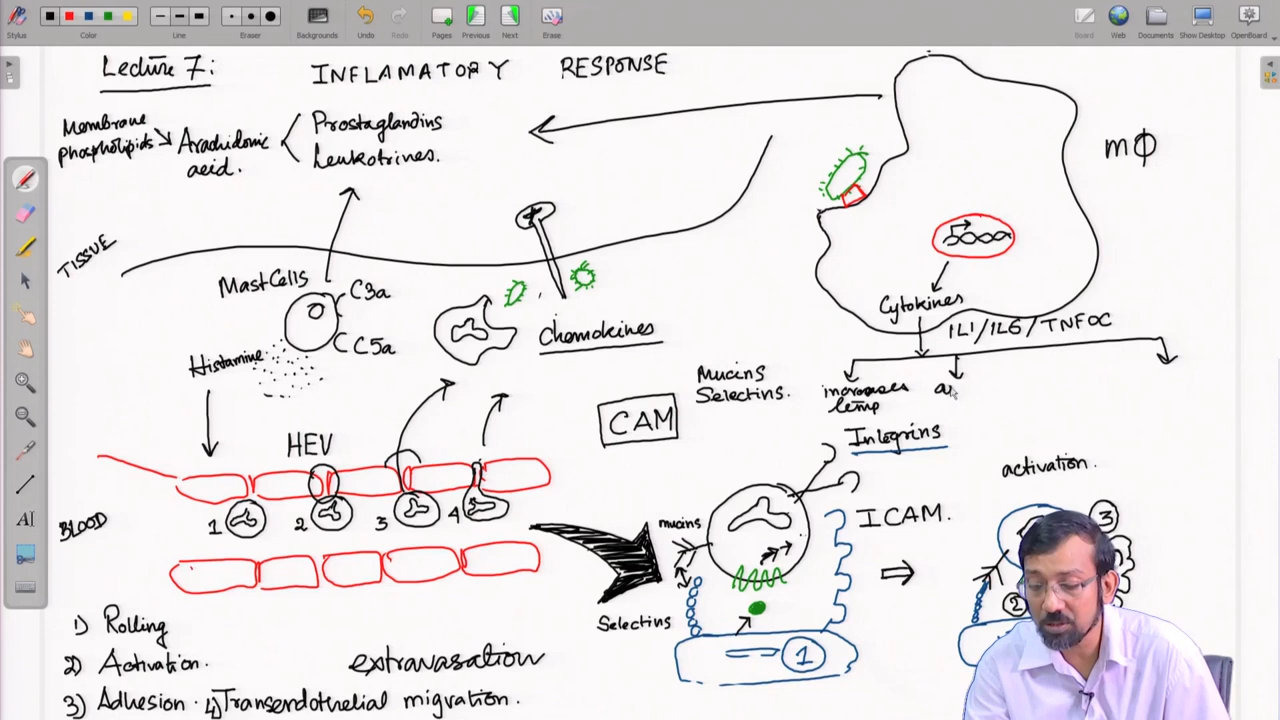 Stylus
Color
Line
Eraser
Backgrounds
Undo
Redo
Pages
Previous
Next
Erase
Board
Web
Documents
Show Desktop
OpenBoard
Lecture 7:
INFLAMATORY RESPONSE
Membrane
phospholipids
Arachidonic
acid.
Prostaglandins
Leukotrines.
mΦ
TISSUE
Mast Cells
C3a
C5a
Histamine
Chemokines
Cytokines
IL1/IL6/TNFα
increases
temp
a
Mucins
Selectins.
CAM
HEV
Integrins
activation.
BLOOD
1
2
3
4
mucins
ICAM.
3
2
Selectins
1
1) Rolling
2) Activation.
extravasation
3) Adhesion. 4) Transendothelial migration.